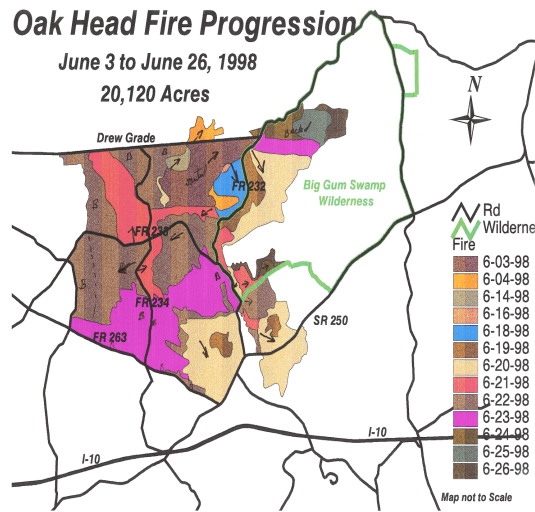 Oak Head Fire Progression
June 3 to June 26, 1998
20,120 Acres
N
Drew Grade
B
B
Back
FR 232
Big Gum Swamp
Wilderness
Rd
Wilderne
Fire
FR 233
6-03-98
6-04-98
6-14-98
6-16-98
6-18-98
6-19-98
6-20-98
6-21-98
6-22-98
6-23-98
6-24-98
6-25-98
6-26-98
B
B
FR 234
B
SR 250
FR 263
B
I-10
I-10
Map not to Scale